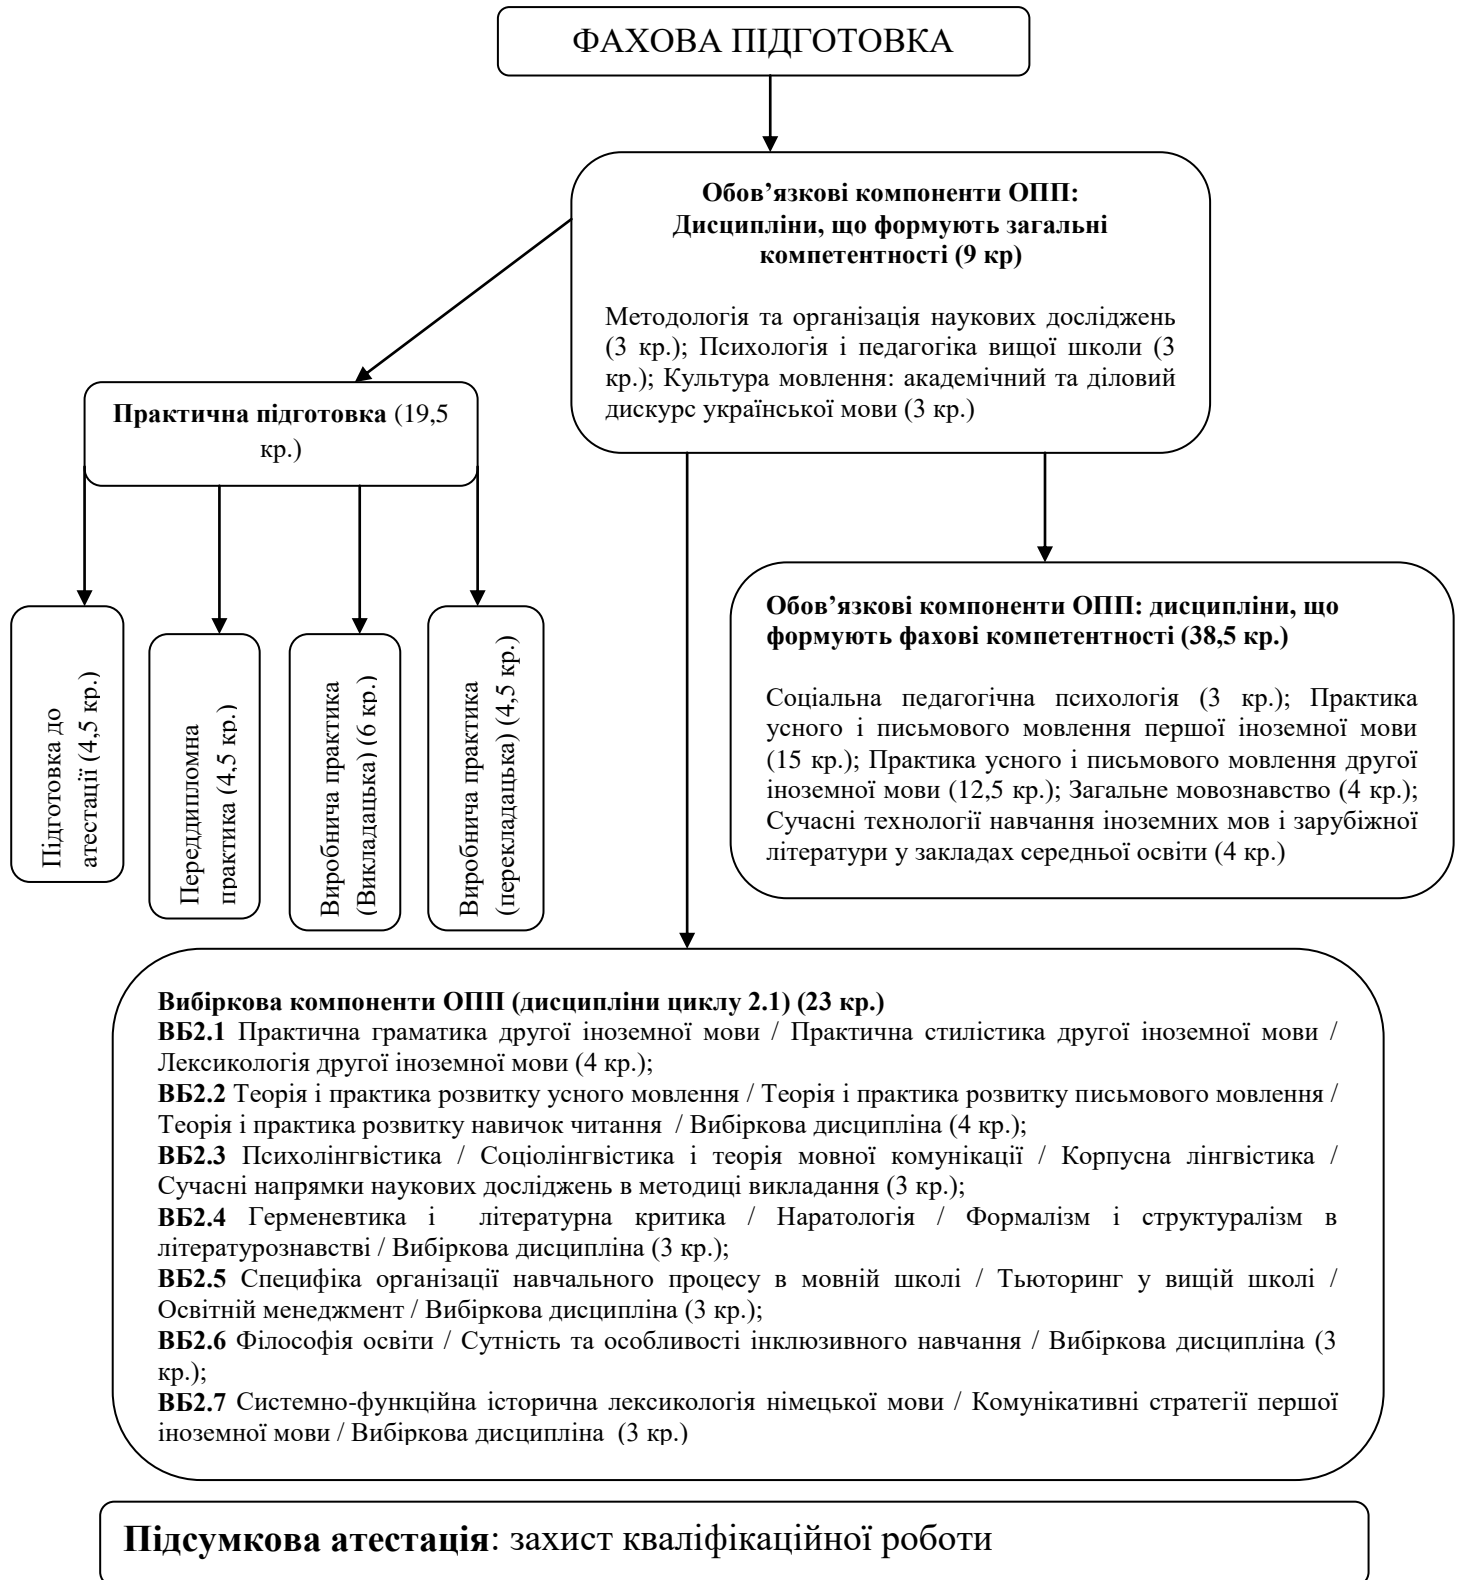 ФАХОВА ПІДГОТОВКА
Обов’язкові компоненти ОПП:
Дисципліни, що формують загальні
компетентності (9 кр)
Методологія та організація наукових досліджень
(3 кр.); Психологія і педагогіка вищої школи (3
кр.); Культура мовлення: академічний та діловий
дискурс української мови (3 кр.)
Практична підготовка (19,5
кр.)
Підготовка до
атестації (4,5 кр.)
Переддипломна
практика (4,5 кр.)
Виробнича практика
(Викладацька) (6 кр.)
Виробнича практика
(перекладацька) (4,5 кр.)
Обов’язкові компоненти ОПП: дисципліни, що
формують фахові компетентності (38,5 кр.)
Соціальна педагогічна психологія (3 кр.); Практика
усного і письмового мовлення першої іноземної мови
(15 кр.); Практика усного і письмового мовлення другої
іноземної мови (12,5 кр.); Загальне мовознавство (4 кр.);
Сучасні технології навчання іноземних мов і зарубіжної
літератури у закладах середньої освіти (4 кр.)
Вибіркова компоненти ОПП (дисципліни циклу 2.1) (23 кр.)
ВБ2.1 Практична граматика другої іноземної мови / Практична стилістика другої іноземної мови /
Лексикологія другої іноземної мови (4 кр.);
ВБ2.2 Теорія і практика розвитку усного мовлення / Теорія і практика розвитку письмового мовлення /
Теорія і практика розвитку навичок читання / Вибіркова дисципліна (4 кр.);
ВБ2.3 Психолінгвістика / Соціолінгвістика і теорія мовної комунікації / Корпусна лінгвістика /
Сучасні напрямки наукових досліджень в методиці викладання (3 кр.);
ВБ2.4 Герменевтика і літературна критика / Наратологія / Формалізм і структуралізм в
літературознавстві / Вибіркова дисципліна (3 кр.);
ВБ2.5 Специфіка організації навчального процесу в мовній школі / Тьюторинг у вищій школі /
Освітній менеджмент / Вибіркова дисципліна (3 кр.);
ВБ2.6 Філософія освіти / Сутність та особливості інклюзивного навчання / Вибіркова дисципліна (3
кр.);
ВБ2.7 Системно-функційна історична лексикологія німецької мови / Комунікативні стратегії першої
іноземної мови / Вибіркова дисципліна (3 кр.)
Підсумкова атестація: захист кваліфікаційної роботи